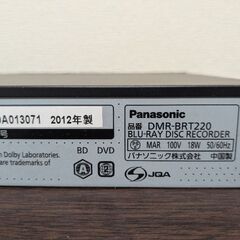 0A013071 2012年製
号
n Dolby Laboratories.
e trademarks of
BD DVD
A
Panasonic
品番 DMR-BRT220
BLU-RAY DISC RECORDER
MAR 100V 18W 50/60Hz
パナソニック株式会社 中国製
JQA